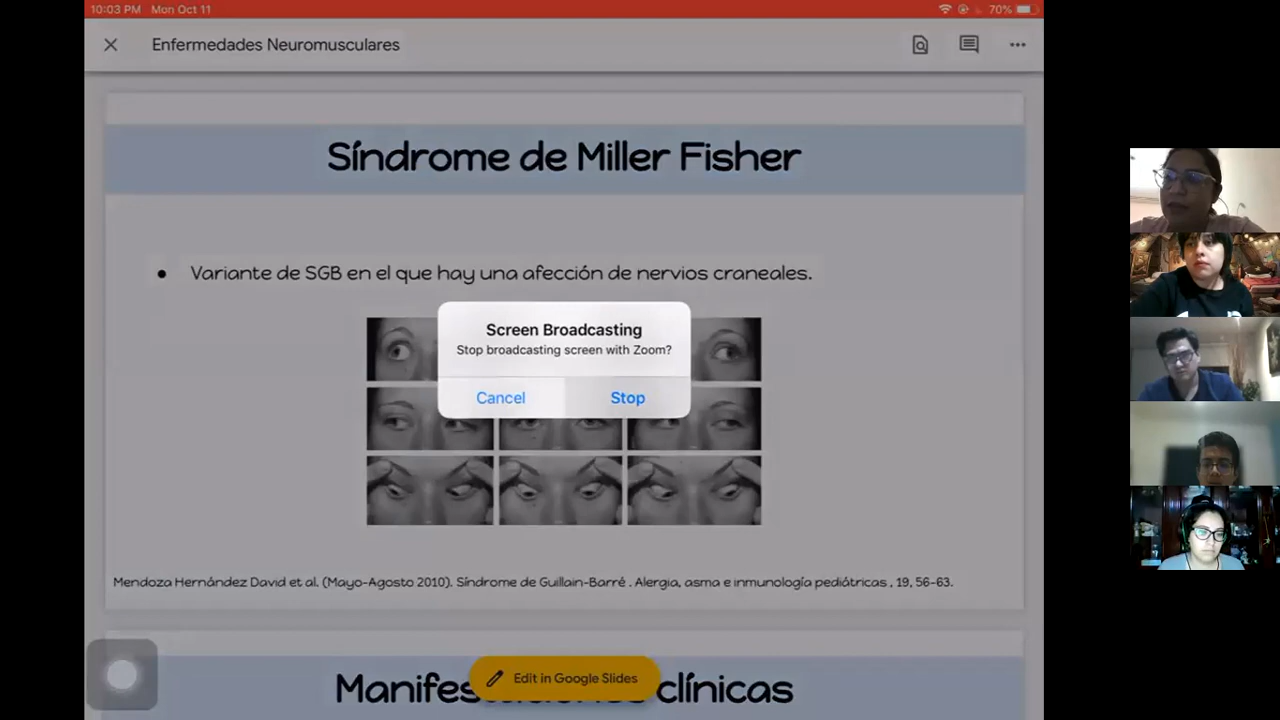 10:03 PM Mon Oct 11
70%
Enfermedades Neuromusculares
Síndrome de Miller Fisher
● Variante de SGB en el que hay una afección de nervios craneales.
Screen Broadcasting
Stop broadcasting screen with Zoom?
Cancel Stop
Mendoza Hernández David et al. (Mayo-Agosto 2010). Síndrome de Guillain-Barré . Alergia, asma e inmunología pediátricas , 19, 56-63.
Edit in Google Slides
clínicas